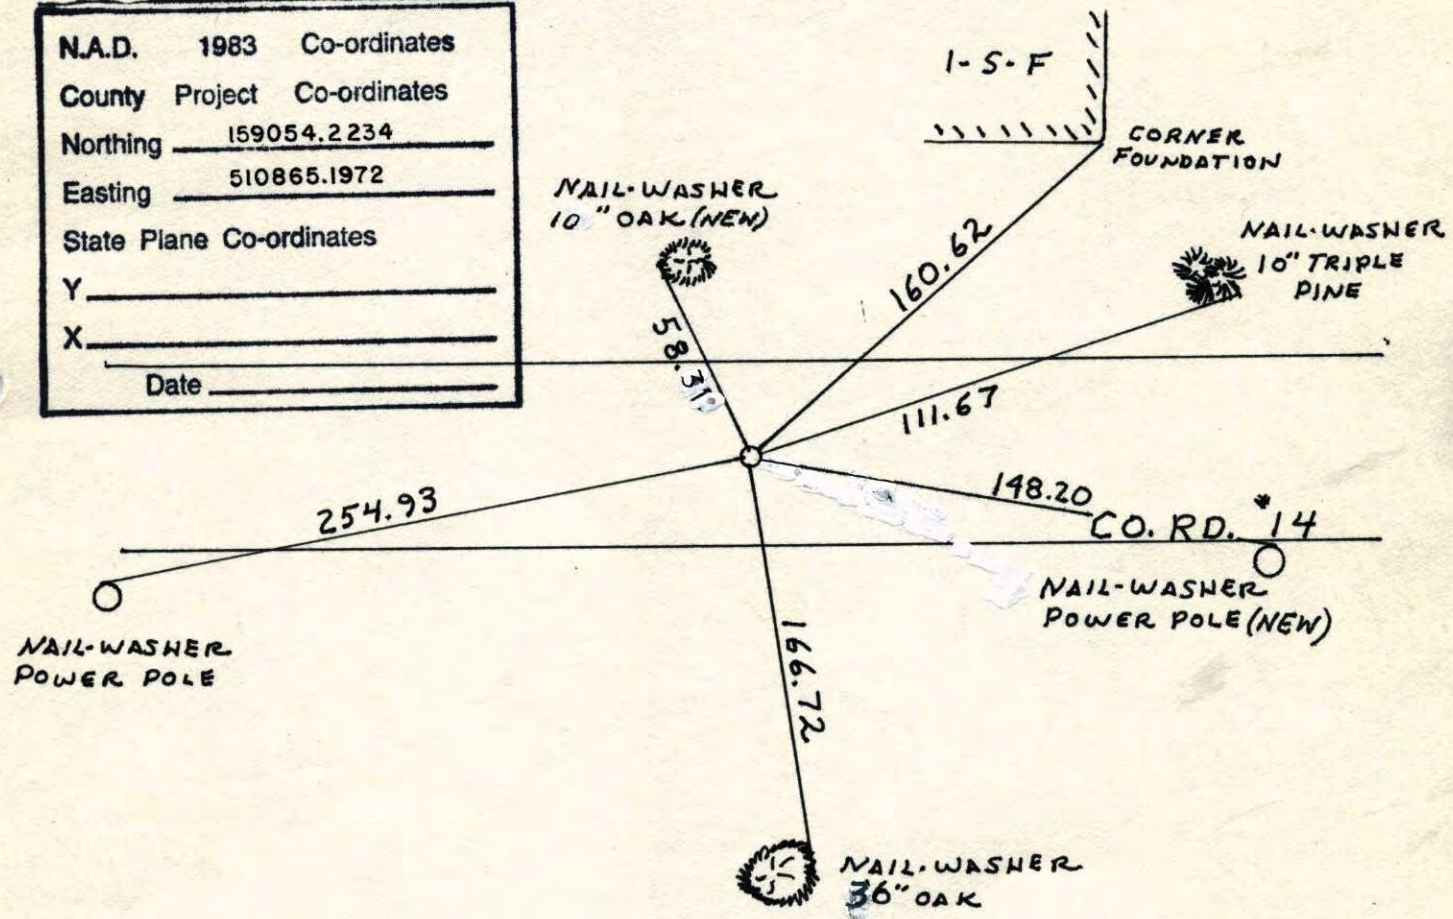 N.A.D. 1983 Co-ordinates
County Project Co-ordinates
Northing 159054.2234
Easting 510865.1972
State Plane Co-ordinates
Y
X
Date
1-S-F
CORNER
FOUNDATION
NAIL-WASHER
10" OAK (NEW)
NAIL-WASHER
10" TRIPLE
PINE
160.62
58.31
111.67
254.93
148.20
CO. RD. #14
NAIL-WASHER
POWER POLE (NEW)
NAIL-WASHER
POWER POLE
166.72
NAIL-WASHER
36" OAK